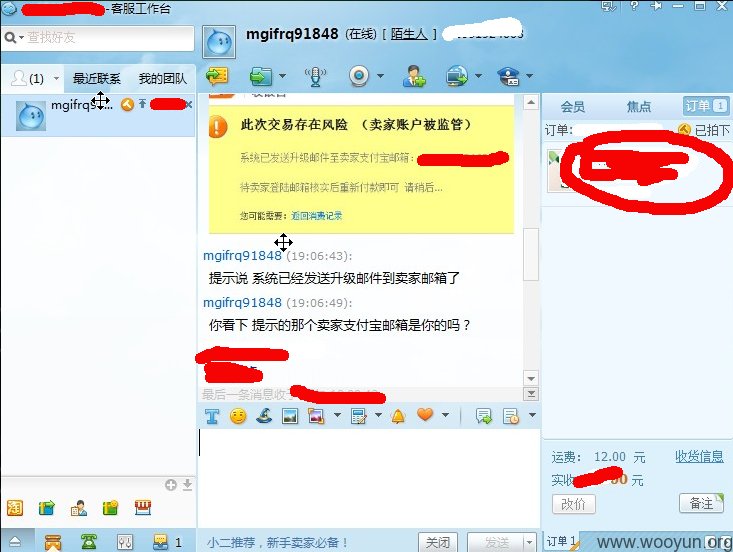 -客服工作台
查找好友
mgifrq91848 (在线) [ 陌生人 ]
(1)
最近联系
我的团队
mgifrq9...
会员
焦点
订单 1
订单:
已拍下
此次交易存在风险 (卖家账户被监管)
系统已发送升级邮件至卖家支付宝邮箱:
待卖家登陆邮箱核实后重新付款即可 请稍后...
您可能需要: 返回消费记录
mgifrq91848 (19:06:43):
提示说 系统已经发送升级邮件到卖家邮箱了
mgifrq91848 (19:06:49):
你看下 提示的那个卖家支付宝邮箱是你的吗？
最后一条消息收于
运费: 12.00 元
收货信息
实收
00 元
改价
备注
淘
1
小二推荐，新手卖家必备！
关闭
发送
订单 1
www.wooyun.org